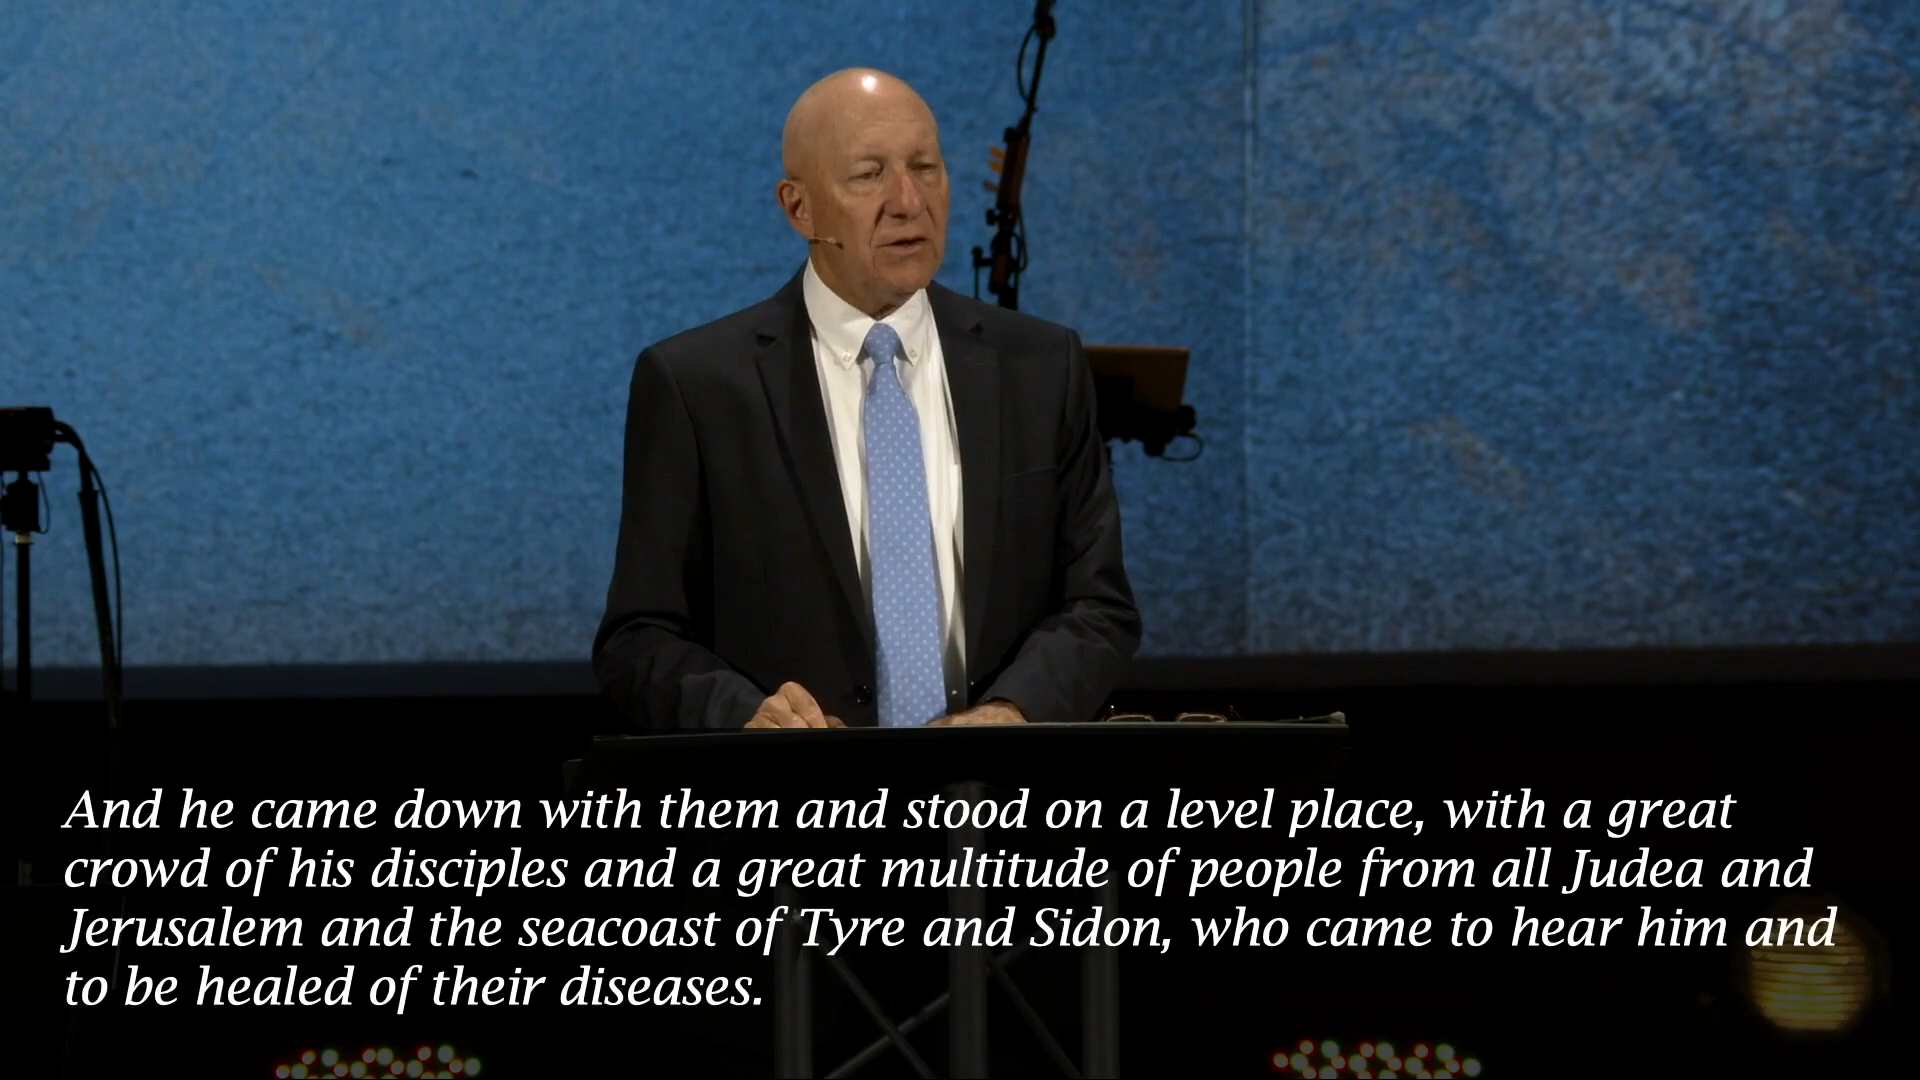 And he came down with them and stood on a level place, with a great
crowd of his disciples and a great multitude of people from all Judea and
Jerusalem and the seacoast of Tyre and Sidon, who came to hear him and
to be healed of their diseases.